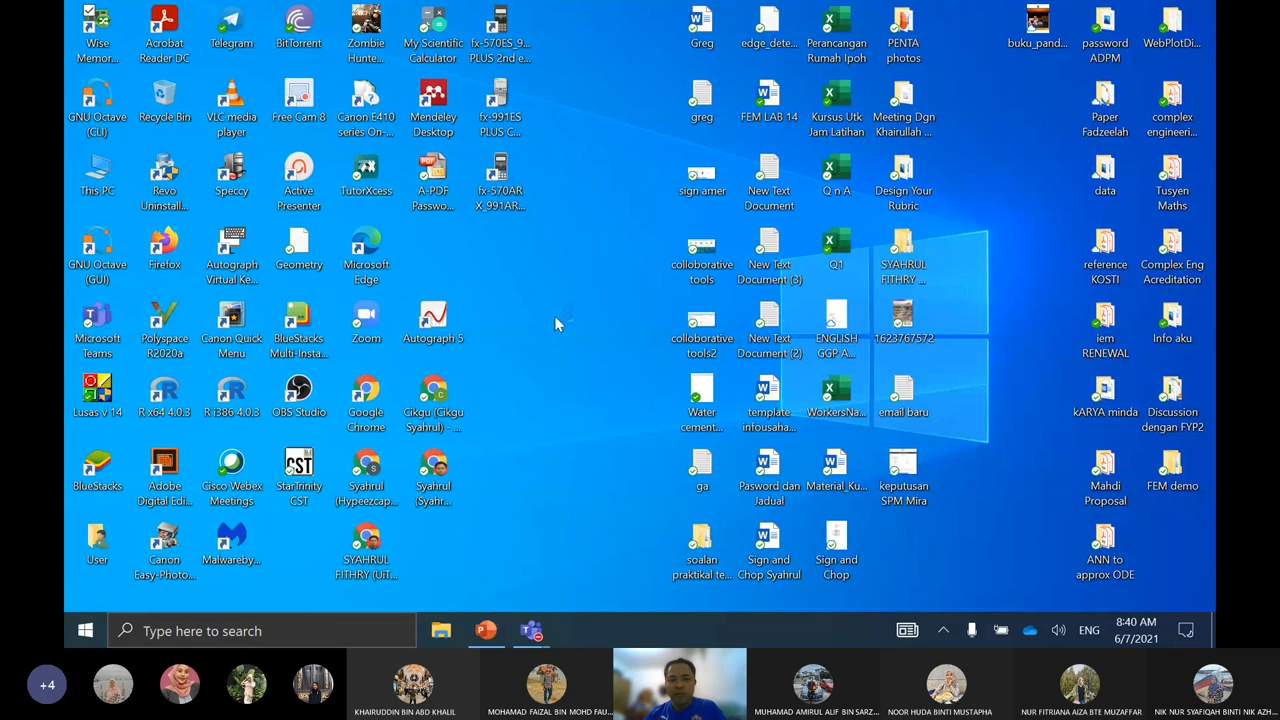 Wise
Memor...
Acrobat
Reader DC
Telegram
BitTorrent
Zombie
Hunte...
My Scientific
Calculator
fx-570ES_9...
PLUS 2nd e...
Greg
edge_dete...
Perancangan
Rumah Ipoh
PENTA
photos
buku_pand...
password
ADPM
WebPlotDi...
GNU Octave
(CLI)
Recycle Bin
VLC media
player
Free Cam 8
Canon E410
series On-...
Mendeley
Desktop
fx-991ES
PLUS C...
greg
FEM LAB 14
Kursus Utk
Jam Latihan
Meeting Dgn
Khairullah ...
Paper
Fadzeelah
complex
engineeri...
This PC
Revo
Uninstall...
Speccy
Active
Presenter
TutorXcess
A-PDF
Passwo...
fx-570AR
X_991AR...
sign amer
New Text
Document
Q n A
Design Your
Rubric
data
Tusyen
Maths
GNU Octave
(GUI)
Firefox
Autograph
Virtual Ke...
Geometry
Microsoft
Edge
colloborative
tools
New Text
Document (3)
Q1
SYAHRUL
FITHRY ...
reference
KOSTI
Complex Eng
Acreditation
Microsoft
Teams
Polyspace
R2020a
Canon Quick
Menu
BlueStacks
Multi-Insta...
Zoom
Autograph 5
colloborative
tools2
New Text
Document (2)
ENGLISH
GGP A...
1623767572
iem
RENEWAL
Info aku
Lusas v 14
R x64 4.0.3
R i386 4.0.3
OBS Studio
Google
Chrome
Cikgu (Cikgu
Syahrul) - ...
Water
cement...
template
infousaha...
WorkersNa...
email baru
kARYA minda
Discussion
dengan FYP2
BlueStacks
Adobe
Digital Edi...
Cisco Webex
Meetings
CST
StarTrinity
CST
Syahrul
(Hypeezcap...
Syahrul
(Syahr...
ga
Pasword dan
Jadual
Material_Ku...
keputusan
SPM Mira
Mahdi
Proposal
FEM demo
User
Canon
Easy-Photo...
Malwareby...
SYAHRUL
FITHRY (UiT...
soalan
praktikal te...
Sign and
Chop Syahrul
Sign and
Chop
ANN to
approx ODE
Type here to search
ENG
8:40 AM
6/7/2021
+4
KHAIRUDDIN BIN ABD KHALIL
MOHAMAD FAIZAL BIN MOHD FAU...
MUHAMAD AMIRUL ALIF BIN SARZ...
NOOR HUDA BINTI MUSTAPHA
NUR FITRIANA AIZA BTE MUZAFFAR
NIK NUR SYAFIQAH BINTI NIK AZH...